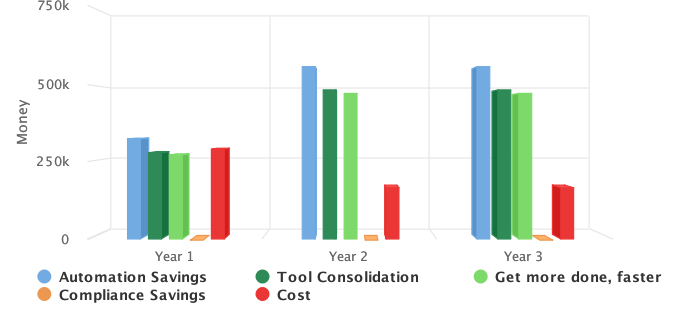 750k
500k
250k
0
Money
Year 1 Year 2 Year 3
Automation Savings Tool Consolidation Get more done, faster
Compliance Savings Cost